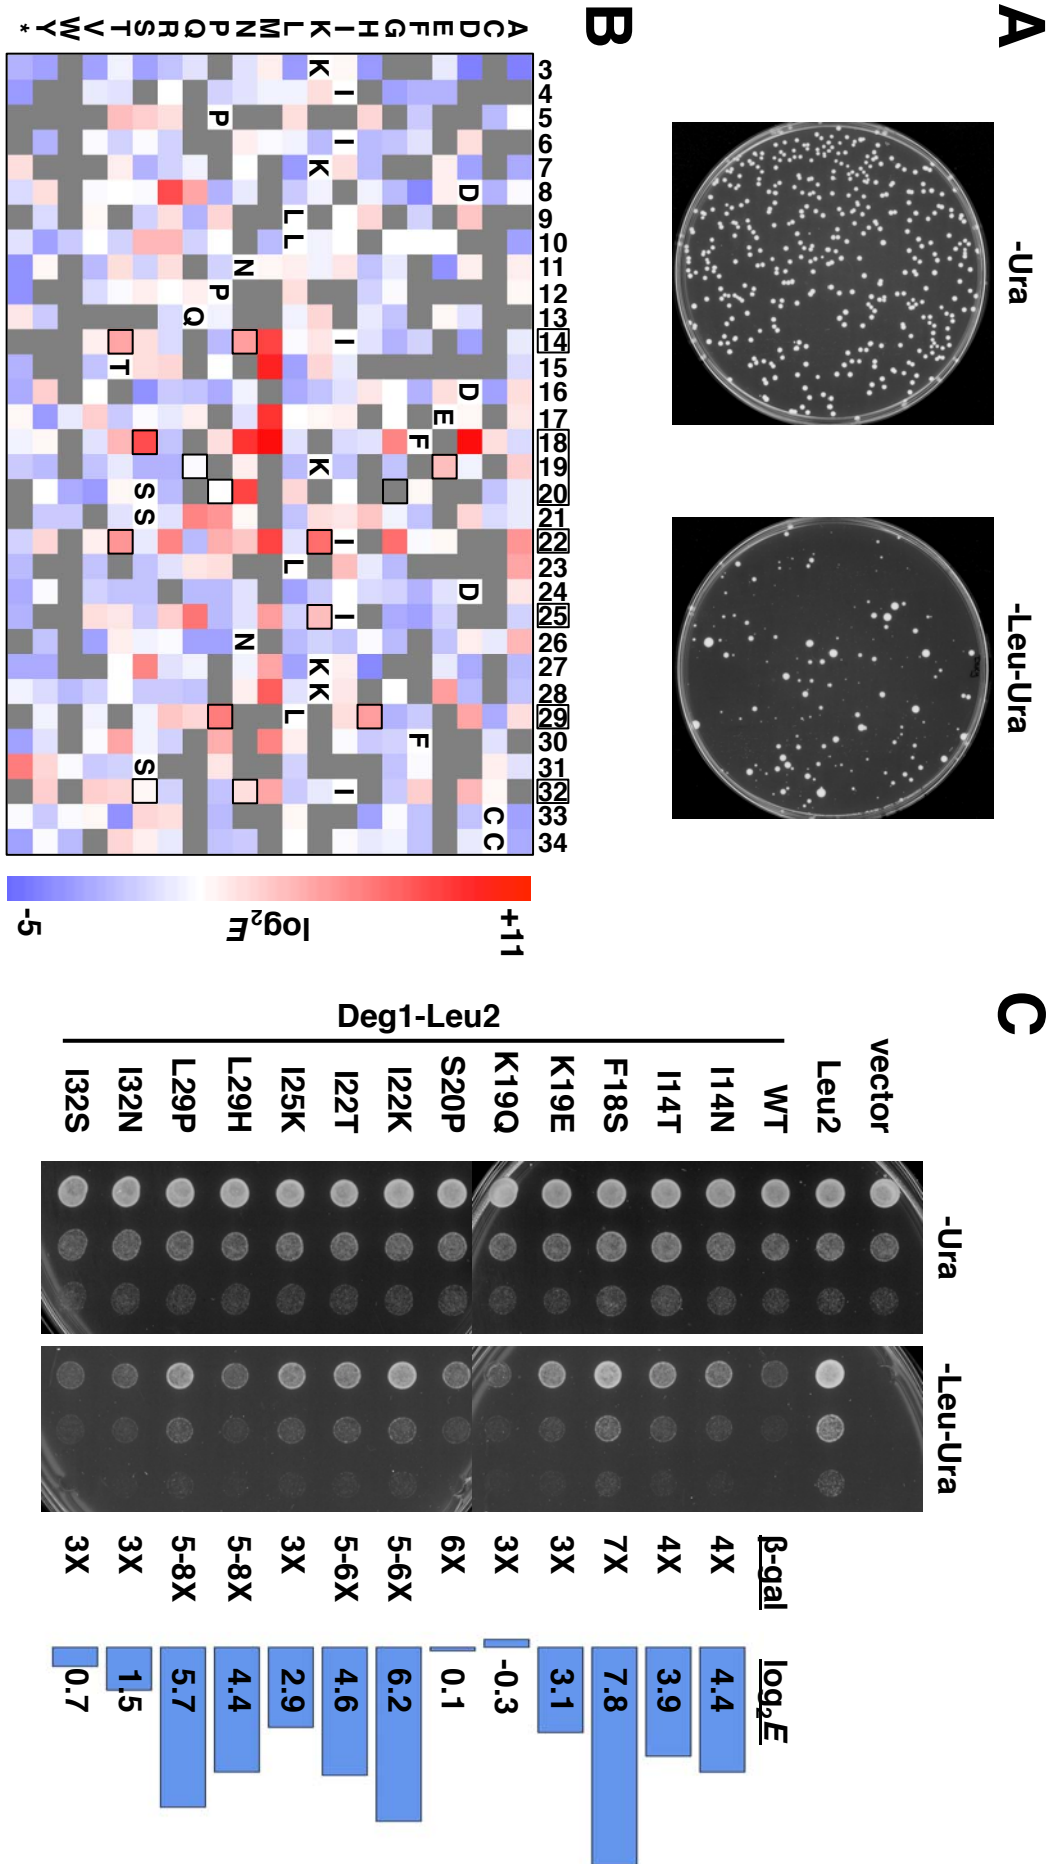 A
-Ura
-Leu-Ura
B
A
C
D
E
F
G
H
I
K
L
M
N
P
Q
R
S
T
V
W
Y
*
3 K
4 I
5 P
6 I
7 K
8 D
9 L
10 L
11 N
12 P
13 Q
14 I
15 T
16 D
17 E
18 F
19 K
20 S
21 S
22 I
23 L
24 D
25 I
26 N
27 K
28 K
29 L
30 F
31 S
32 I
33 C
34 C
+11
log₂E
-5
C
-Ura
-Leu-Ura
β-gal
log₂E
vector
Leu2
Deg1-Leu2
WT
I14N 4X 4.4
I14T 4X 3.9
F18S 7X 7.8
K19E 3X 3.1
K19Q 3X -0.3
S20P 6X 0.1
I22K 5-6X 6.2
I22T 5-6X 4.6
I25K 3X 2.9
L29H 5-8X 4.4
L29P 5-8X 5.7
I32N 3X 1.5
I32S 3X 0.7